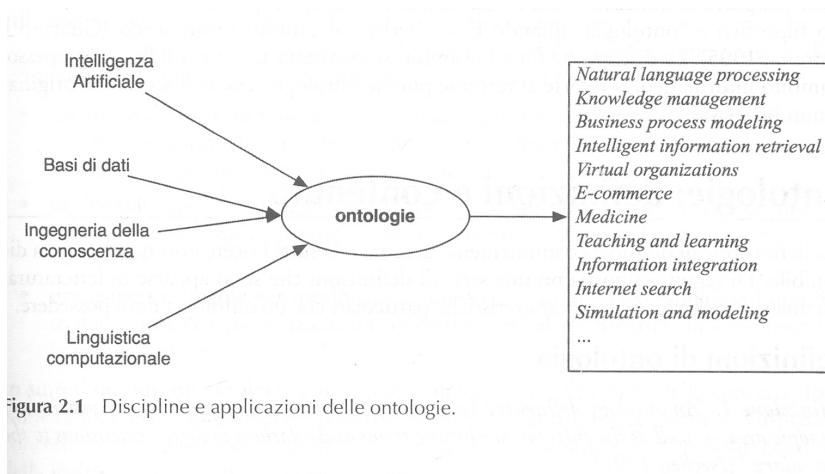 Intelligenza
Artificiale
Basi di dati
Ingegneria della
conoscenza
Linguistica
computazionale
ontologie
Natural language processing
Knowledge management
Business process modeling
Intelligent information retrieval
Virtual organizations
E-commerce
Medicine
Teaching and learning
Information integration
Internet search
Simulation and modeling
...
Figura 2.1 Discipline e applicazioni delle ontologie.